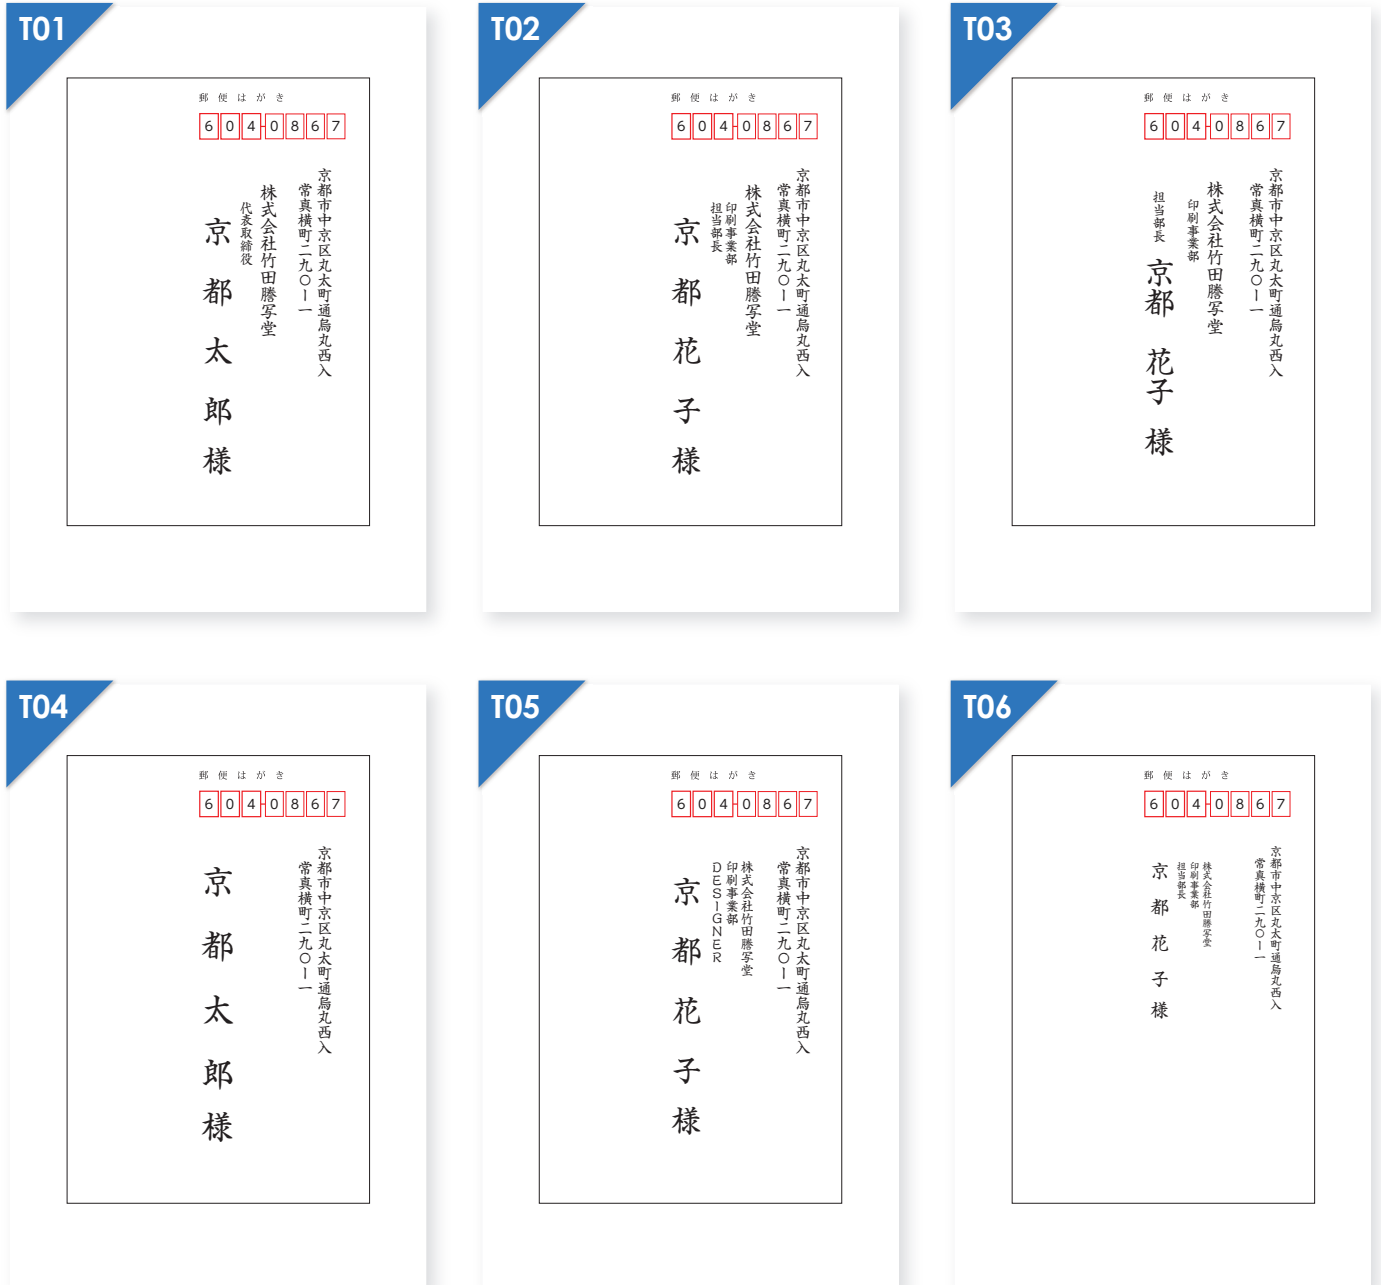 T01
郵便はがき
604-0867
京都市中京区丸太町通烏丸西入
常真横町二九〇ー一
株式会社竹田謄写堂
代表取締役
京都太郎様
T02
郵便はがき
604-0867
京都市中京区丸太町通烏丸西入
常真横町二九〇ー一
株式会社竹田謄写堂
印刷事業部
担当部長
京都花子様
T03
郵便はがき
604-0867
京都市中京区丸太町通烏丸西入
常真横町二九〇ー一
株式会社竹田謄写堂
印刷事業部
担当部長 京都 花子 様
T04
郵便はがき
604-0867
京都市中京区丸太町通烏丸西入
常真横町二九〇ー一
京都太郎様
T05
郵便はがき
604-0867
京都市中京区丸太町通烏丸西入
常真横町二九〇ー一
株式会社竹田謄写堂
印刷事業部
DESIGNER
京都花子様
T06
郵便はがき
604-0867
京都市中京区丸太町通烏丸西入
常真横町二九〇ー一
株式会社竹田謄写堂
印刷事業部
担当部長
京都花子様